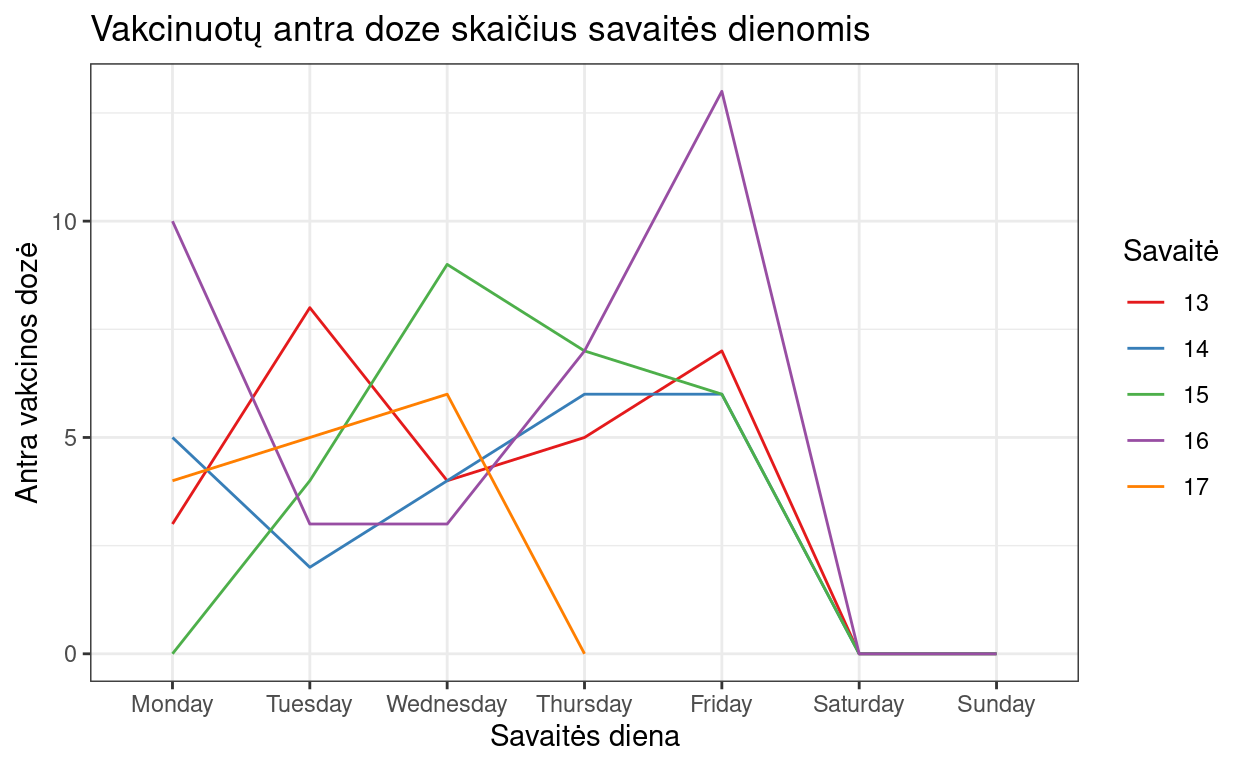 Vakcinuotų antra doze skaičius savaitės dienomis
Antra vakcinos dozė
10
5
0
Monday Tuesday Wednesday Thursday Friday Saturday Sunday
Savaitės diena
Savaitė
13
14
15
16
17